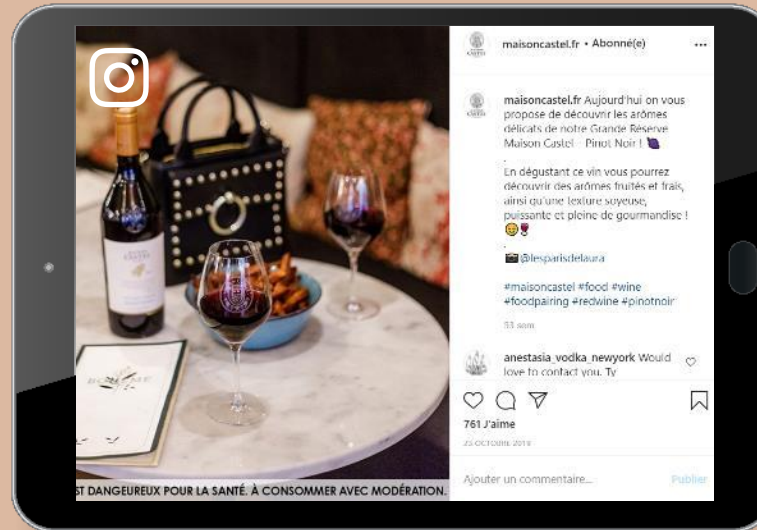 maisoncastel.fr • Abonné(e)
maisoncastel.fr Aujourd'hui on vous
propose de découvrir les arômes
délicats de notre Grande Réserve
Maison Castel - Pinot Noir !
.
En dégustant ce vin vous pourrez
découvrir des arômes fruités et frais,
ainsi qu'une texture soyeuse,
puissante et pleine de gourmandise !
.
@lesparisdelaura
#maisoncastel #food #wine
#foodpairing #redwine #pinotnoir
53 sem
anestasia_vodka_newyork Would
love to contact you. Ty
761 J'aime
Ajouter un commentaire... Publier
ST DANGEUREUX POUR LA SANTÉ. À CONSOMMER AVEC MODÉRATION.